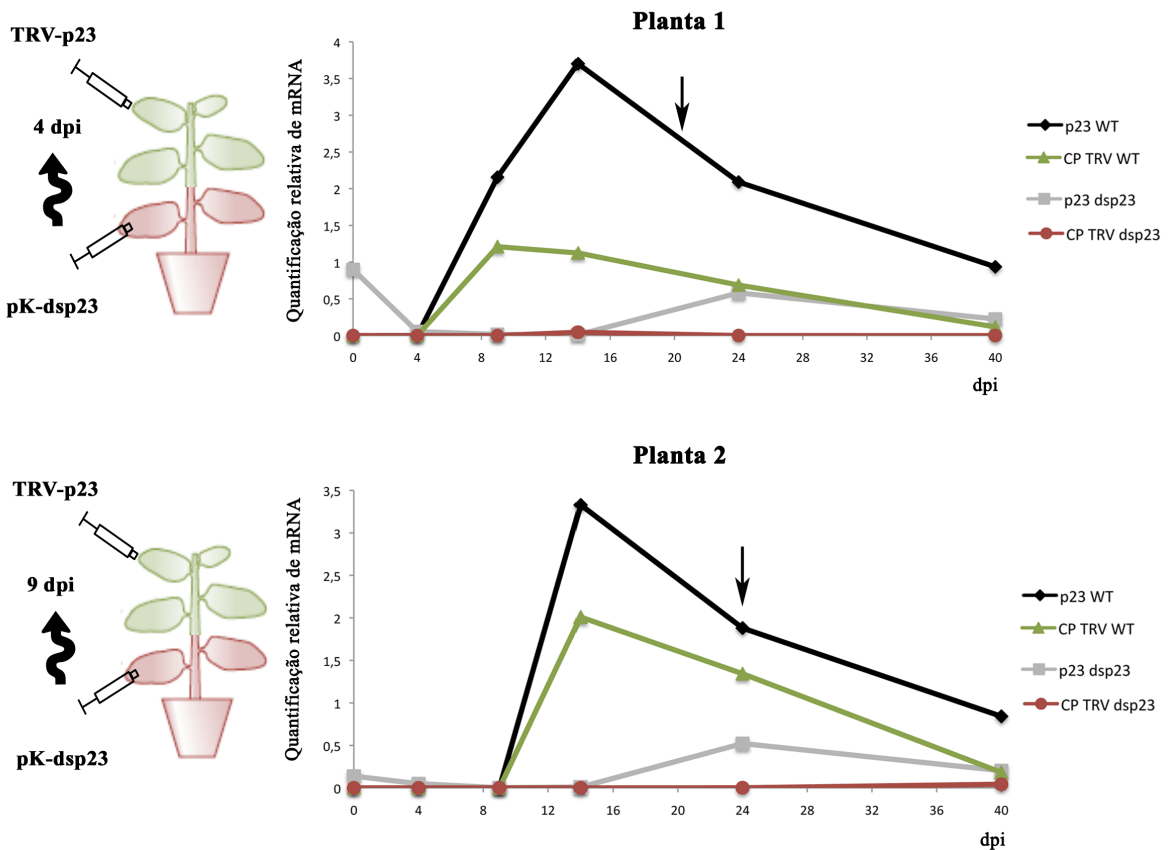 Planta 1
TRV-p23
4 dpi
pK-dsp23
Quantificação relativa de mRNA
4
3,5
3
2,5
2
1,5
1
0,5
0
0 4 8 12 16 20 24 28 32 36 40
dpi
p23 WT
CP TRV WT
p23 dsp23
CP TRV dsp23
Planta 2
TRV-p23
9 dpi
pK-dsp23
Quantificação relativa de mRNA
3,5
3
2,5
2
1,5
1
0,5
0
0 4 8 12 16 20 24 28 32 36 40
dpi
p23 WT
CP TRV WT
p23 dsp23
CP TRV dsp23